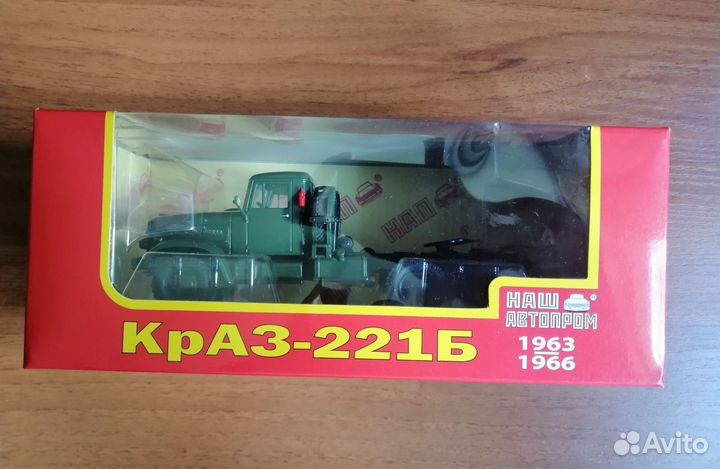 НАП
КрАЗ-221Б
НАШ
АВТОПРОМ
1963
1966
Avito